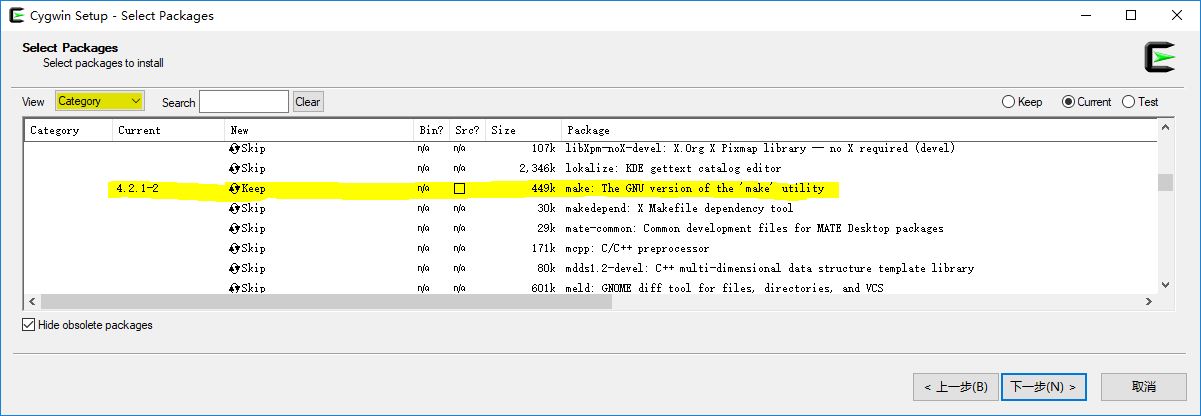 Cygwin Setup - Select Packages
Select Packages
Select packages to install
View Category Search Clear Keep Current Test
Category Current New Bin? Src? Size Package
Skip n/a n/a 107k libXpm-noX-devel: X.Org X Pixmap library — no X required (devel)
Skip n/a n/a 2,346k lokalize: KDE gettext catalog editor
4.2.1-2 Keep n/a 449k make: The GNU version of the 'make' utility
Skip n/a n/a 30k makedepend: X Makefile dependency tool
Skip n/a n/a 29k mate-common: Common development files for MATE Desktop packages
Skip n/a n/a 171k mcpp: C/C++ preprocessor
Skip n/a n/a 80k mdds1.2-devel: C++ multi-dimensional data structure template library
Skip n/a n/a 601k meld: GNOME diff tool for files, directories, and VCS
Hide obsolete packages
< 上一步(B) 下一步(N) > 取消